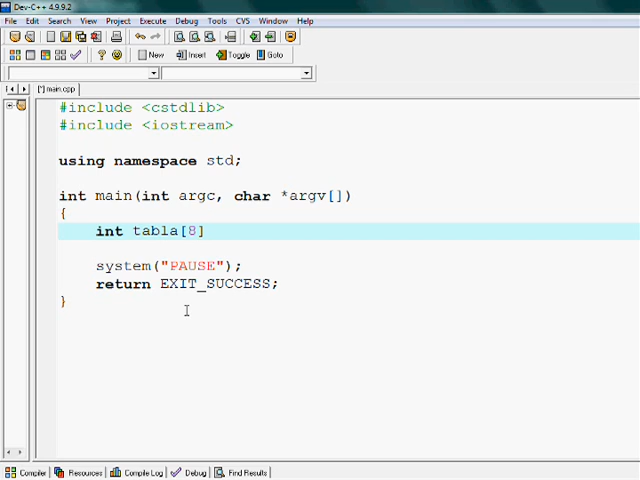 Dev-C++ 4.9.9.2
File Edit Search View Project Execute Debug Tools CVS Window Help
New Insert Toggle Goto
[*] main.cpp
#include <cstdlib>
#include <iostream>
using namespace std;
int main(int argc, char *argv[])
{
int tabla[8]
system("PAUSE");
return EXIT_SUCCESS;
}
Compiler Resources Compile Log Debug Find Results